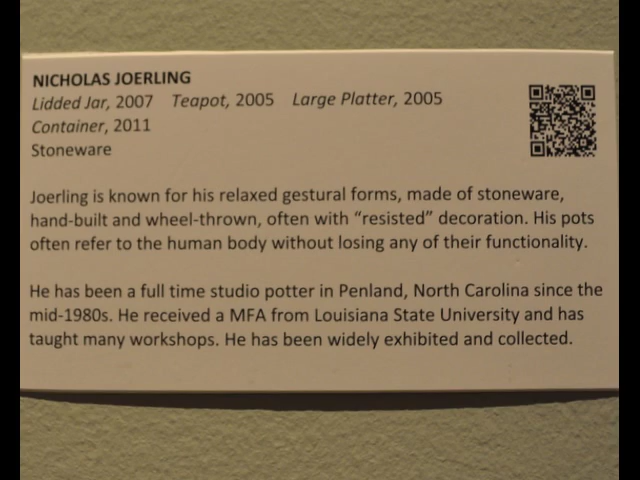 NICHOLAS JOERLING
Lidded Jar, 2007 Teapot, 2005 Large Platter, 2005
Container, 2011
Stoneware
Joerling is known for his relaxed gestural forms, made of stoneware,
hand-built and wheel-thrown, often with “resisted” decoration. His pots
often refer to the human body without losing any of their functionality.
He has been a full time studio potter in Penland, North Carolina since the
mid-1980s. He received a MFA from Louisiana State University and has
taught many workshops. He has been widely exhibited and collected.